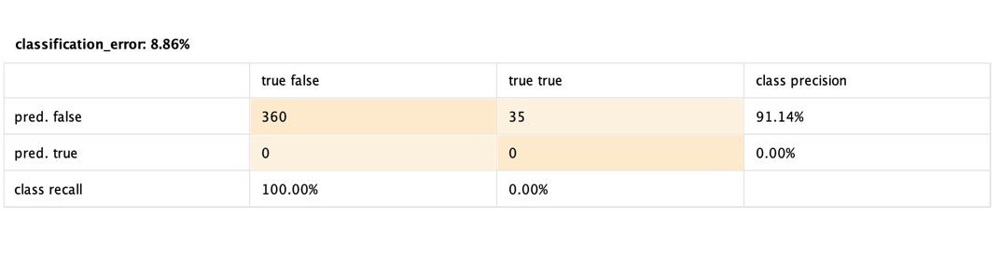 classification_error: 8.86%
true false true true class precision
pred. false 360 35 91.14%
pred. true 0 0 0.00%
class recall 100.00% 0.00%